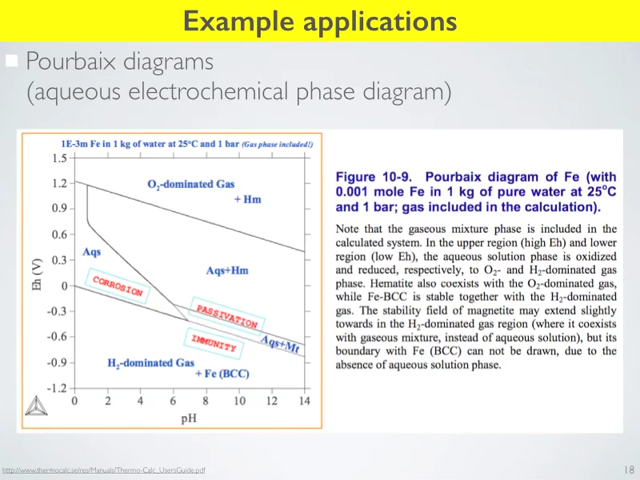 Example applications
Pourbaix diagrams
(aqueous electrochemical phase diagram)
1E-3m Fe in 1 kg of water at 25°C and 1 bar (Gas phase included!)
1.5
1.2
0.9
0.6
0.3
0
-0.3
-0.6
-0.9
-1.2
Eh (V)
O2-dominated Gas
+ Hm
Aqs
Aqs+Hm
CORROSION
PASSIVATION
IMMUNITY
Aqs+Mt
H2-dominated Gas
+ Fe (BCC)
0 2 4 6 8 10 12 14
pH
Figure 10-9. Pourbaix diagram of Fe (with
0.001 mole Fe in 1 kg of pure water at 25°C
and 1 bar; gas included in the calculation).
Note that the gaseous mixture phase is included in the
calculated system. In the upper region (high Eh) and lower
region (low Eh), the aqueous solution phase is oxidized
and reduced, respectively, to O2- and H2-dominated gas
phase. Hematite also coexists with the O2-dominated gas,
while Fe-BCC is stable together with the H2-dominated
gas. The stability field of magnetite may extend slightly
towards in the H2-dominated gas region (where it coexists
with gaseous mixture, instead of aqueous solution), but its
boundary with Fe (BCC) can not be drawn, due to the
absence of aqueous solution phase.
http://www.thermocalc.se/res/Manuals/Thermo-Calc_UsersGuide.pdf
18